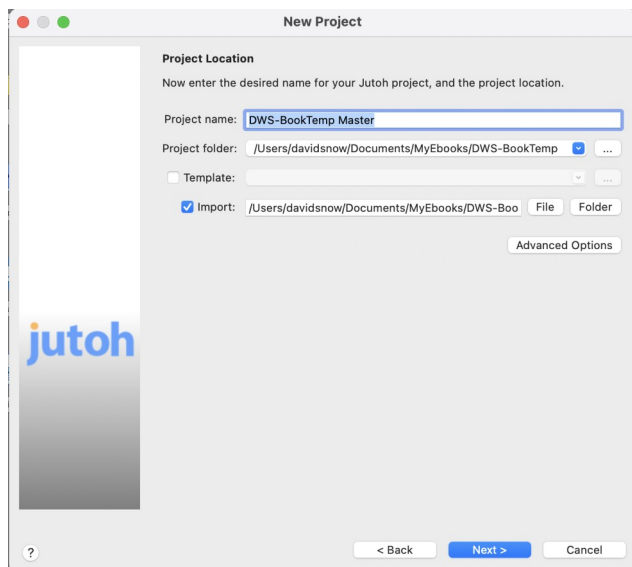 New Project
Project Location
Now enter the desired name for your Jutoh project, and the project location.
Project name: DWS-BookTemp Master
Project folder: /Users/davidsnow/Documents/MyEbooks/DWS-BookTemp ...
Template: ...
Import: /Users/davidsnow/Documents/MyEbooks/DWS-Boo File Folder
Advanced Options
jutoh
? < Back Next > Cancel